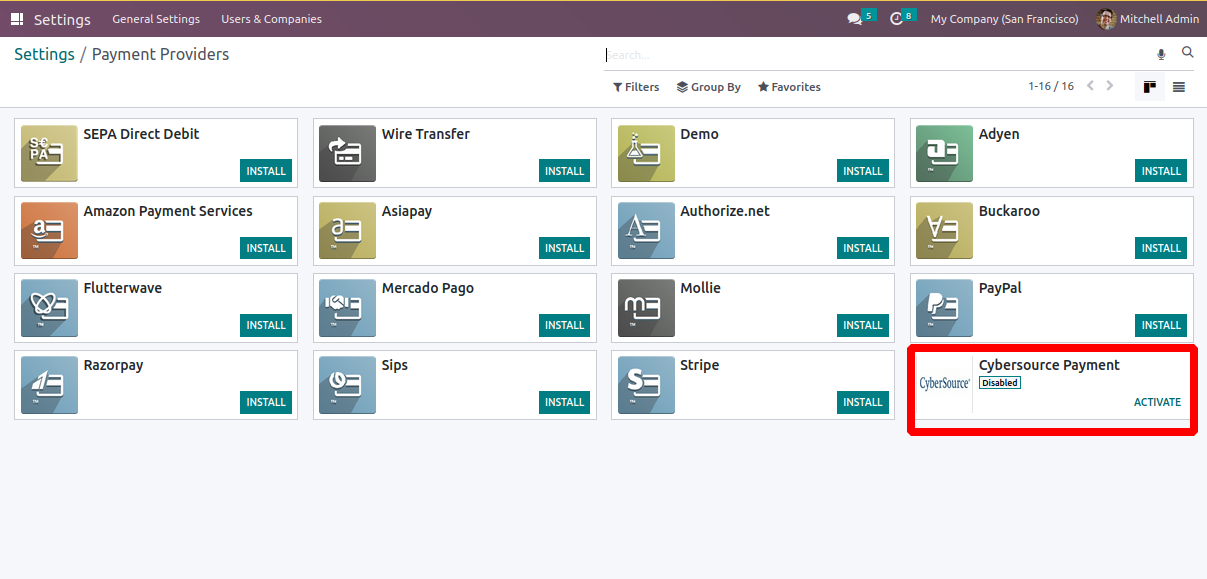 Settings General Settings Users & Companies 5 8 My Company (San Francisco) Mitchell Admin
Settings / Payment Providers
Search...
Filters Group By Favorites 1-16 / 16
SEPA Direct Debit
INSTALL
Wire Transfer
INSTALL
Demo
INSTALL
Adyen
INSTALL
Amazon Payment Services
INSTALL
Asiapay
INSTALL
Authorize.net
INSTALL
Buckaroo
INSTALL
Flutterwave
INSTALL
Mercado Pago
INSTALL
Mollie
INSTALL
PayPal
INSTALL
Razorpay
INSTALL
Sips
INSTALL
Stripe
INSTALL
CyberSource
Cybersource Payment
Disabled
ACTIVATE